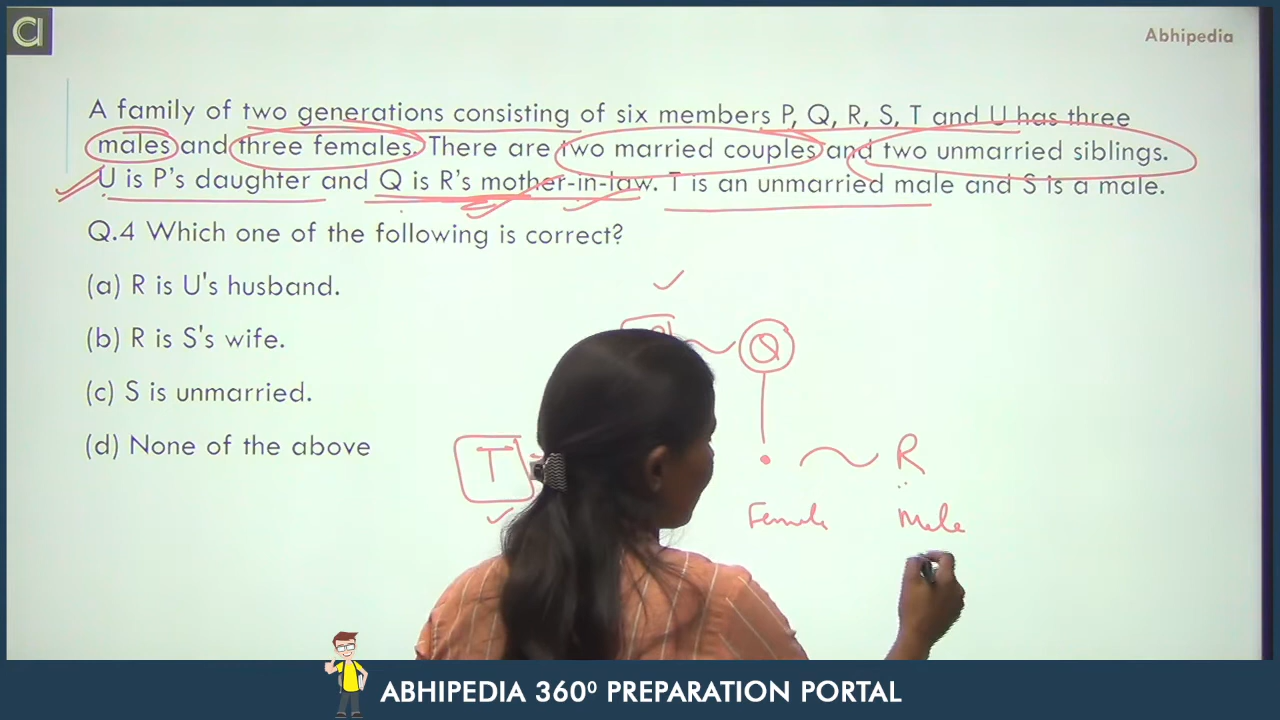 Abhipedia
A family of two generations consisting of six members P, Q, R, S, T and U has three
males and three females. There are two married couples and two unmarried siblings.
U is P's daughter and Q is R's mother-in-law. T is an unmarried male and S is a male.
Q.4 Which one of the following is correct?
(a) R is U's husband.
(b) R is S's wife.
(c) S is unmarried.
(d) None of the above
Q
T
R
Female
Male
ABHIPEDIA 360⁰ PREPARATION PORTAL